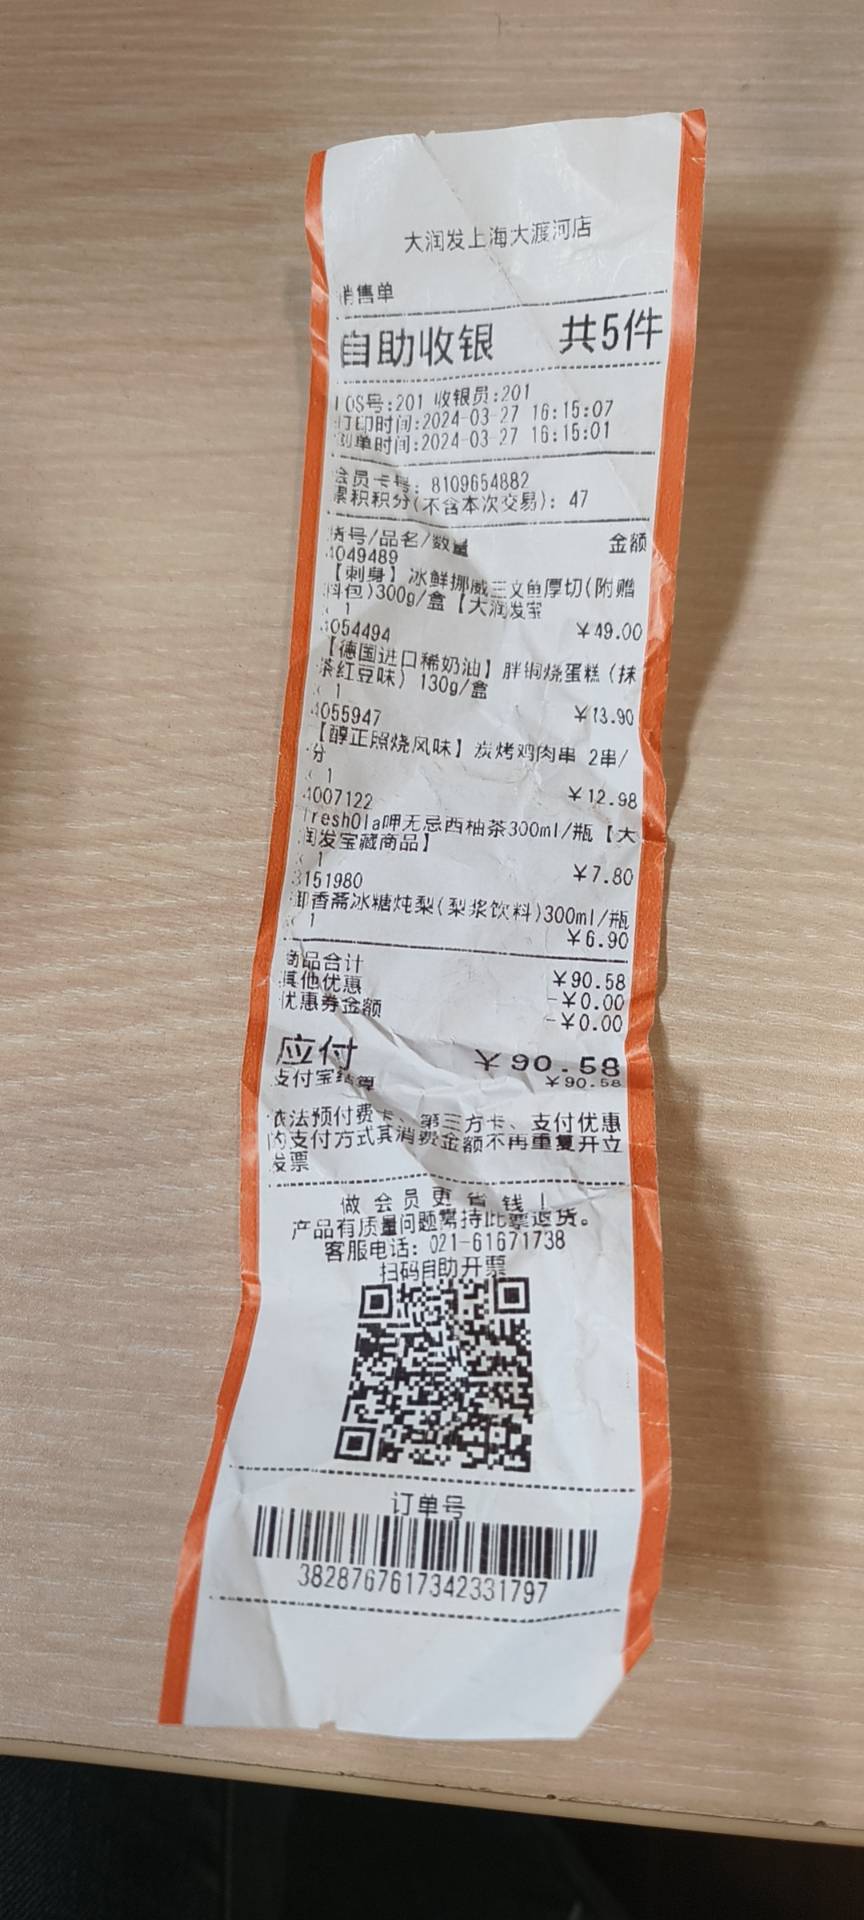 大润发上海大渡河店
销售单
自助收银 共5件
POS号:201 收银员:201
打印时间:2024-03-27 16:15:07
创单时间:2024-03-27 16:15:01
会员卡号: 8109654882
累积积分(不含本次交易): 47
货号/品名/数量 金额
4049489
【刺身】冰鲜挪威三文鱼厚切(附赠
料包)300g/盒【大润发宝
x 1 ￥49.00
4054494
【德国进口稀奶油】胖铜烧蛋糕(抹
茶红豆味) 130g/盒
x 1 ￥13.90
4055947
【醇正照烧风味】炭烤鸡肉串 2串/
份
x 1 ￥12.98
4007122
freshOla呷无忌西柚茶300ml/瓶【大
润发宝藏商品】
x 1 ￥7.80
3151980
御香斋冰糖炖梨(梨浆饮料)300ml/瓶
x 1 ￥6.90
商品合计 ￥90.58
其他优惠 -￥0.00
优惠券金额 -￥0.00
应付 ￥90.58
支付宝结算 ￥90.58
依法预付费卡、第三方卡、支付优惠
的支付方式其消费金额不再重复开立
发票
做会员更省钱!
产品有质量问题需持此票退货。
客服电话: 021-61671738
扫码自助开票
订单号
3828767617342331797